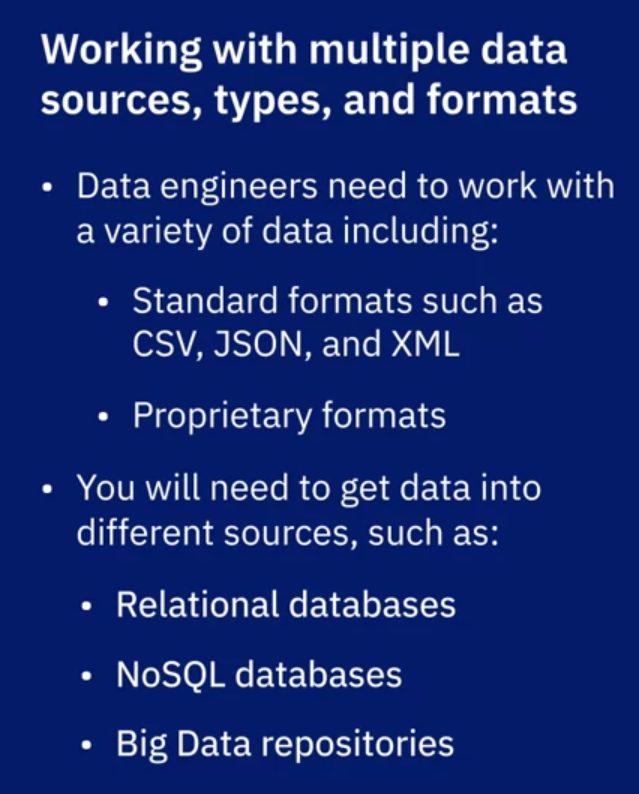 Working with multiple data
sources, types, and formats
• Data engineers need to work with
a variety of data including:
• Standard formats such as
CSV, JSON, and XML
• Proprietary formats
• You will need to get data into
different sources, such as:
• Relational databases
• NoSQL databases
• Big Data repositories